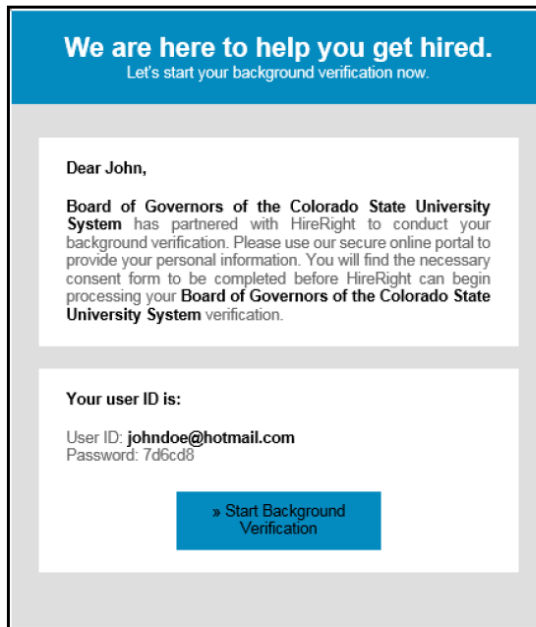 We are here to help you get hired.
Let's start your background verification now.
Dear John,
Board of Governors of the Colorado State University
System has partnered with HireRight to conduct your
background verification. Please use our secure online portal to
provide your personal information. You will find the necessary
consent form to be completed before HireRight can begin
processing your Board of Governors of the Colorado State
University System verification.
Your user ID is:
User ID: johndoe@hotmail.com
Password: 7d6cd8
» Start Background
Verification